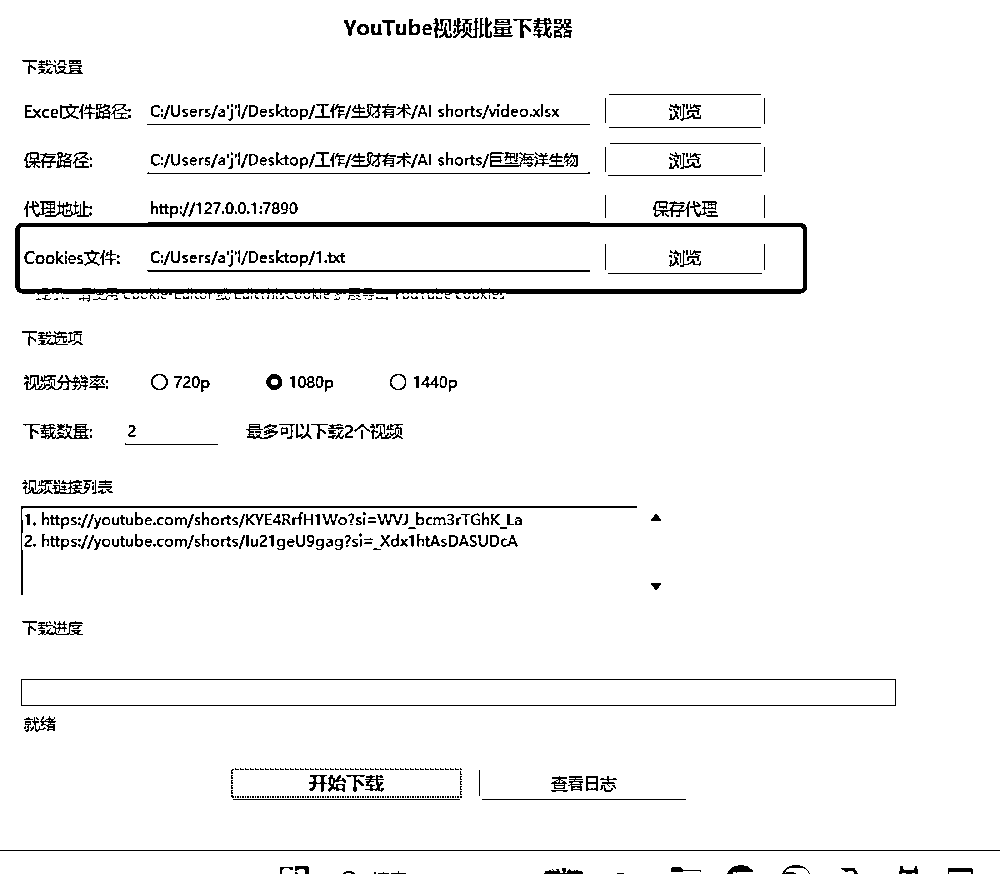 YouTube视频批量下载器
下载设置
Excel文件路径: C:/Users/a'j'l/Desktop/工作/生财有术/AI shorts/video.xlsx 浏览
保存路径: C:/Users/a'j'l/Desktop/工作/生财有术/AI shorts/巨型海洋生物 浏览
代理地址: http://127.0.0.1:7890 保存代理
Cookies文件: C:/Users/a'j'l/Desktop/1.txt 浏览
下载选项
视频分辨率: 720p 1080p 1440p
下载数量: 2 最多可以下载2个视频
视频链接列表
1. https://youtube.com/shorts/KYE4RrfH1Wo?si=WVJ_bcm3rTGhK_La
2. https://youtube.com/shorts/Iu21geU9gag?si=_Xdx1htAsDASUDcA
下载进度
就绪
开始下载 查看日志